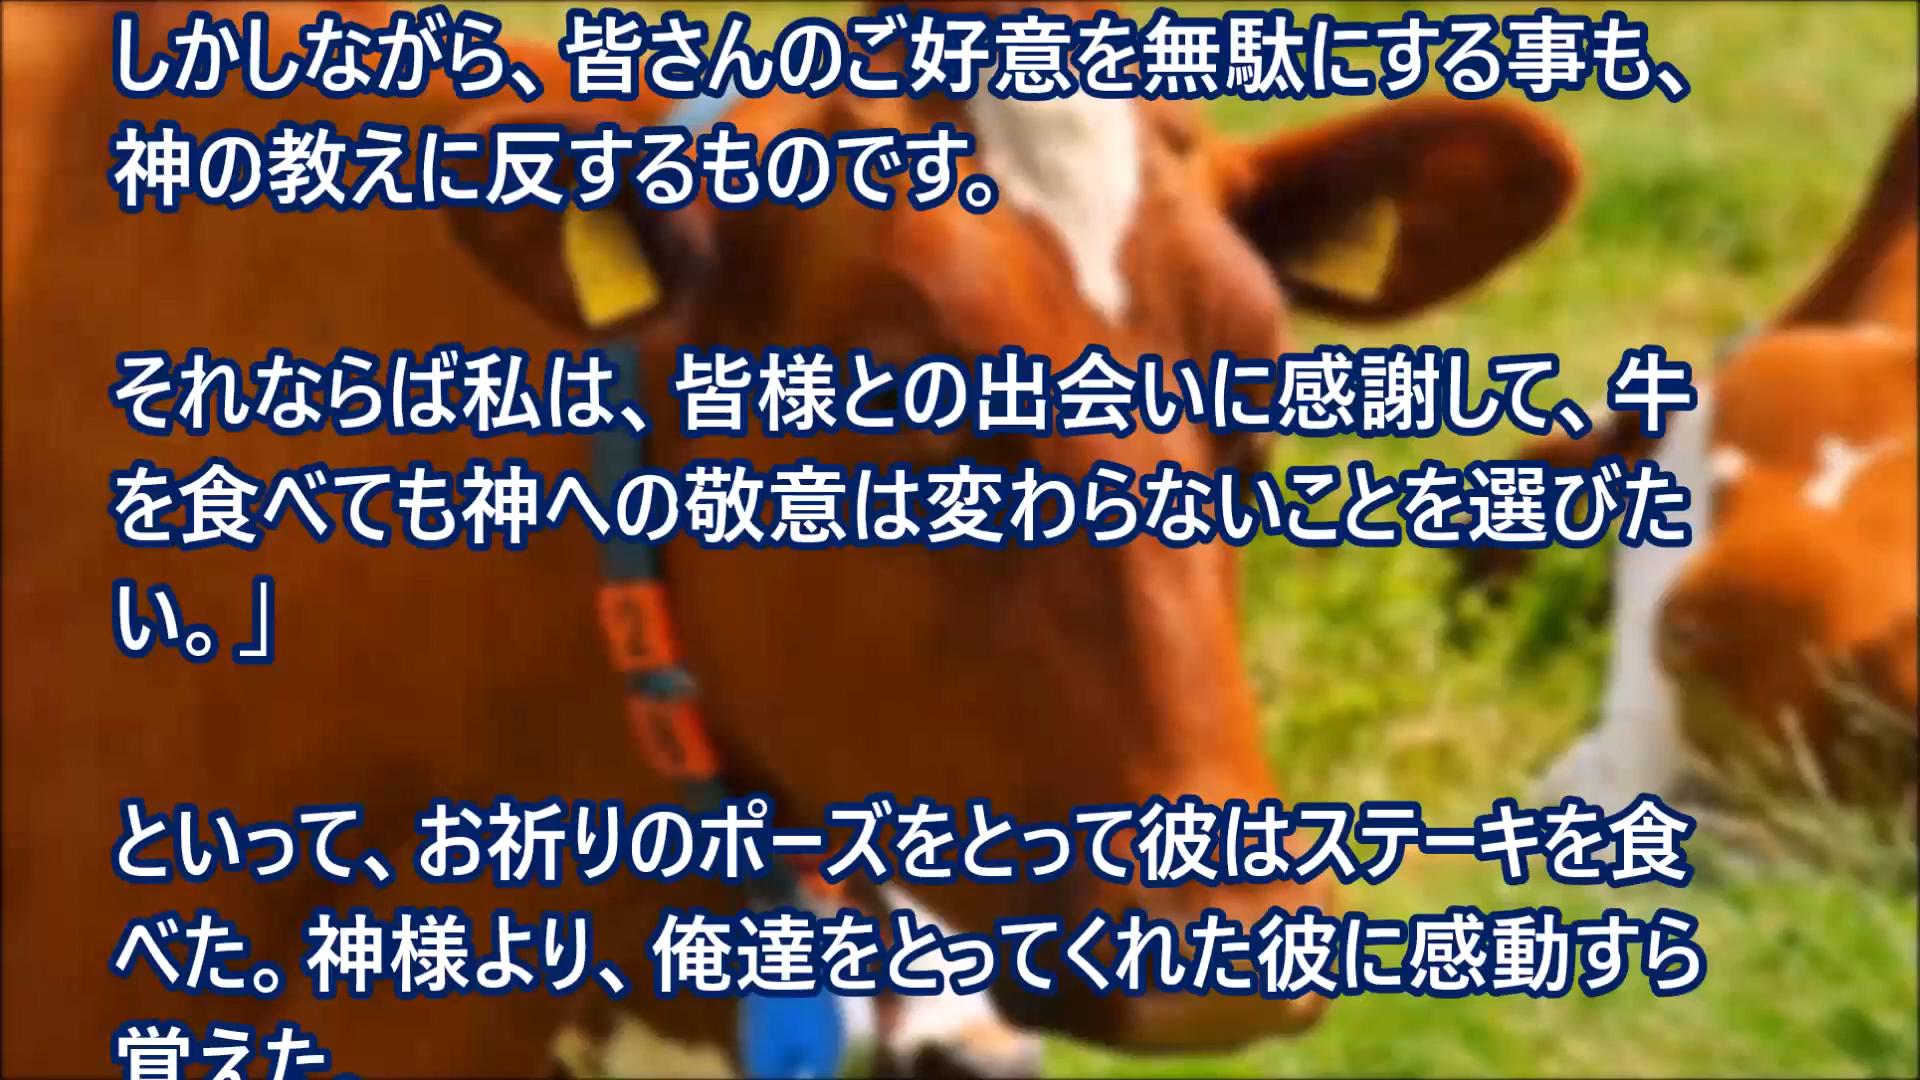 しかしながら、皆さんのご好意を無駄にする事も、
神の教えに反するものです。
それならば私は、皆様との出会いに感謝して、牛
を食べても神への敬意は変わらないことを選びた
い。」
といって、お祈りのポーズをとって彼はステーキを食
べた。神様より、俺達をとってくれた彼に感動すら
覚えた。